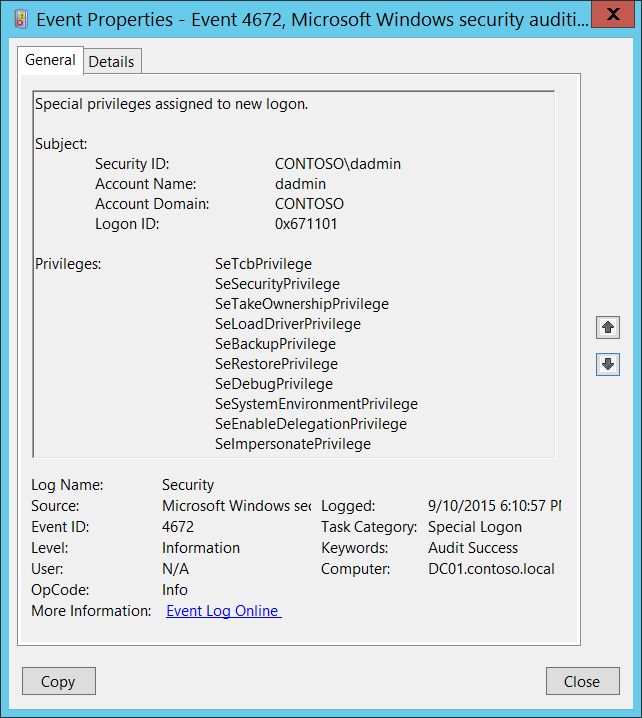 Event Properties - Event 4672, Microsoft Windows security auditi...
General Details
Special privileges assigned to new logon.
Subject:
Security ID: CONTOSO\dadmin
Account Name: dadmin
Account Domain: CONTOSO
Logon ID: 0x671101
Privileges: SeTcbPrivilege
SeSecurityPrivilege
SeTakeOwnershipPrivilege
SeLoadDriverPrivilege
SeBackupPrivilege
SeRestorePrivilege
SeDebugPrivilege
SeSystemEnvironmentPrivilege
SeEnableDelegationPrivilege
SeImpersonatePrivilege
Log Name: Security
Source: Microsoft Windows sec Logged: 9/10/2015 6:10:57 PM
Event ID: 4672 Task Category: Special Logon
Level: Information Keywords: Audit Success
User: N/A Computer: DC01.contoso.local
OpCode: Info
More Information: Event Log Online
Copy Close